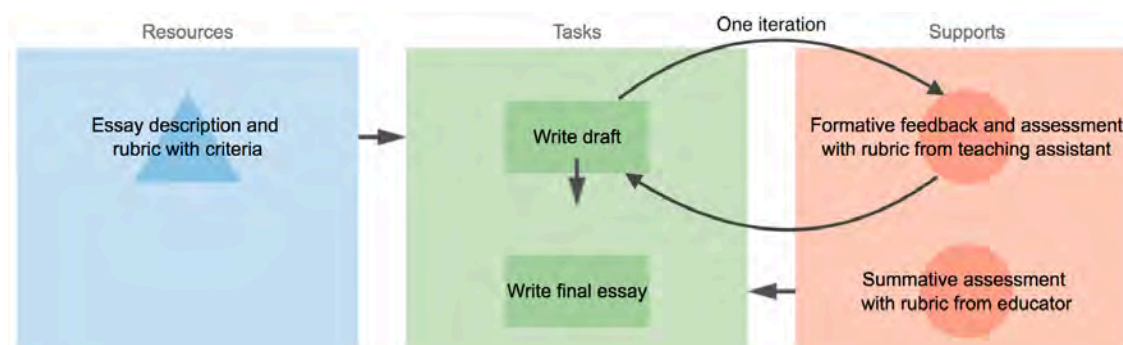 Resources
Tasks
One iteration
Supports
Essay description and
rubric with criteria
Write draft
Formative feedback and assessment
with rubric from teaching assistant
Write final essay
Summative assessment
with rubric from educator